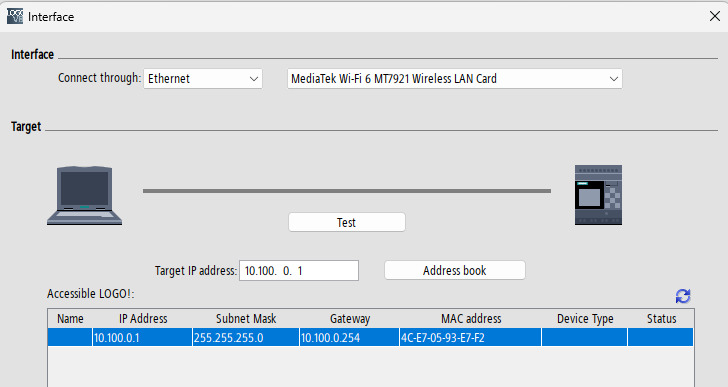 Interface
Interface
Connect through: Ethernet MediaTek Wi-Fi 6 MT7921 Wireless LAN Card
Target
Test
Target IP address: 10.100. 0. 1 Address book
Accessible LOGO!:
Name IP Address Subnet Mask Gateway MAC address Device Type Status
10.100.0.1 255.255.255.0 10.100.0.254 4C-E7-05-93-E7-F2